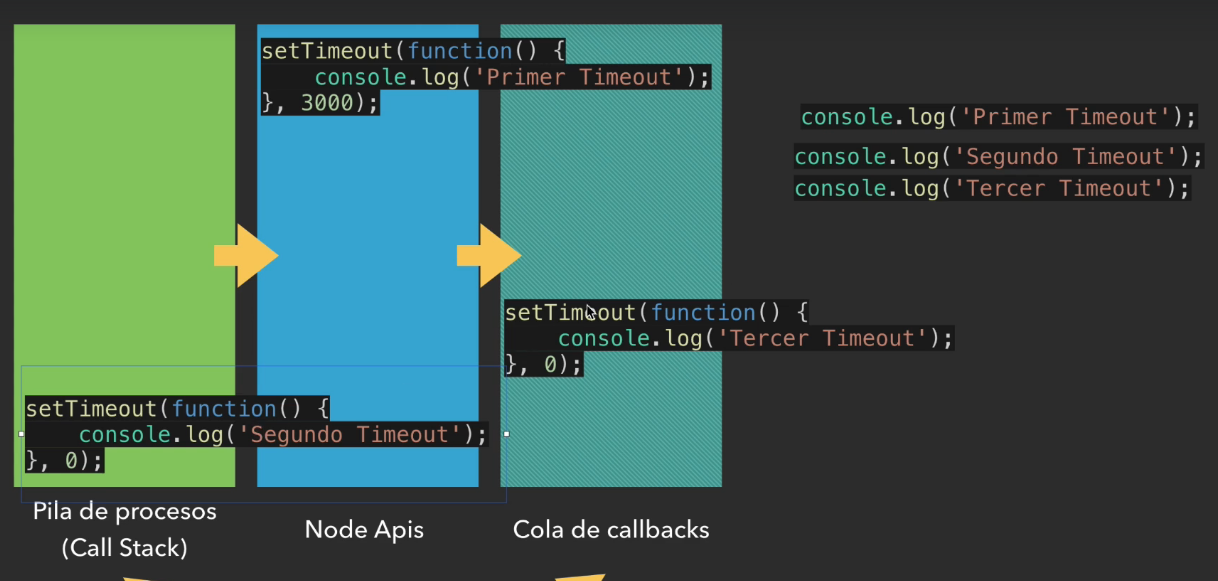 setTimeout(function() {
    console.log('Primer Timeout');
}, 3000);
console.log('Primer Timeout');
console.log('Segundo Timeout');
console.log('Tercer Timeout');
setTimeout(function() {
    console.log('Tercer Timeout');
}, 0);
setTimeout(function() {
    console.log('Segundo Timeout');
}, 0);
Pila de procesos
(Call Stack)
Node Apis
Cola de callbacks